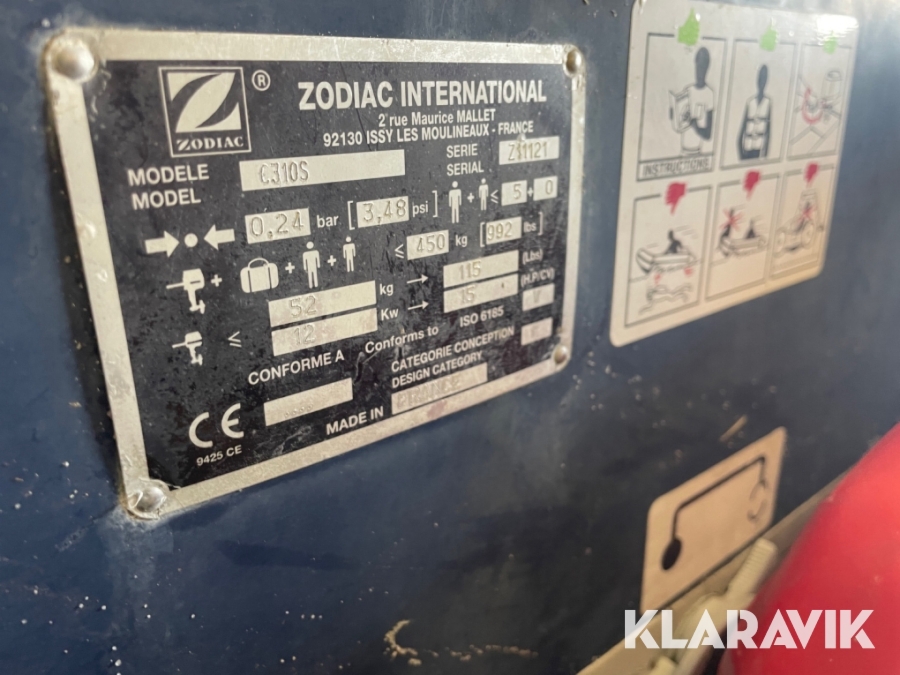 ZODIAC
®
ZODIAC INTERNATIONAL
2 rue Maurice MALLET
92130 ISSY LES MOULINEAUX - FRANCE
MODELE
MODEL
C310S
SERIE
SERIAL
Z11121
0,24 bar [3,48 psi]
+ ≤ 5 + 0
≤ 450 kg [992 lbs]
+ + +
52 kg 115 (Lbs)
≤ 12 Kw 15 (H.P/CV)
CONFORME A Conforms to ISO 6185 V
CATEGORIE CONCEPTION
DESIGN CATEGORY
CE
9425 CE
MADE IN
INSTRUCTIONS
KLARAVIK